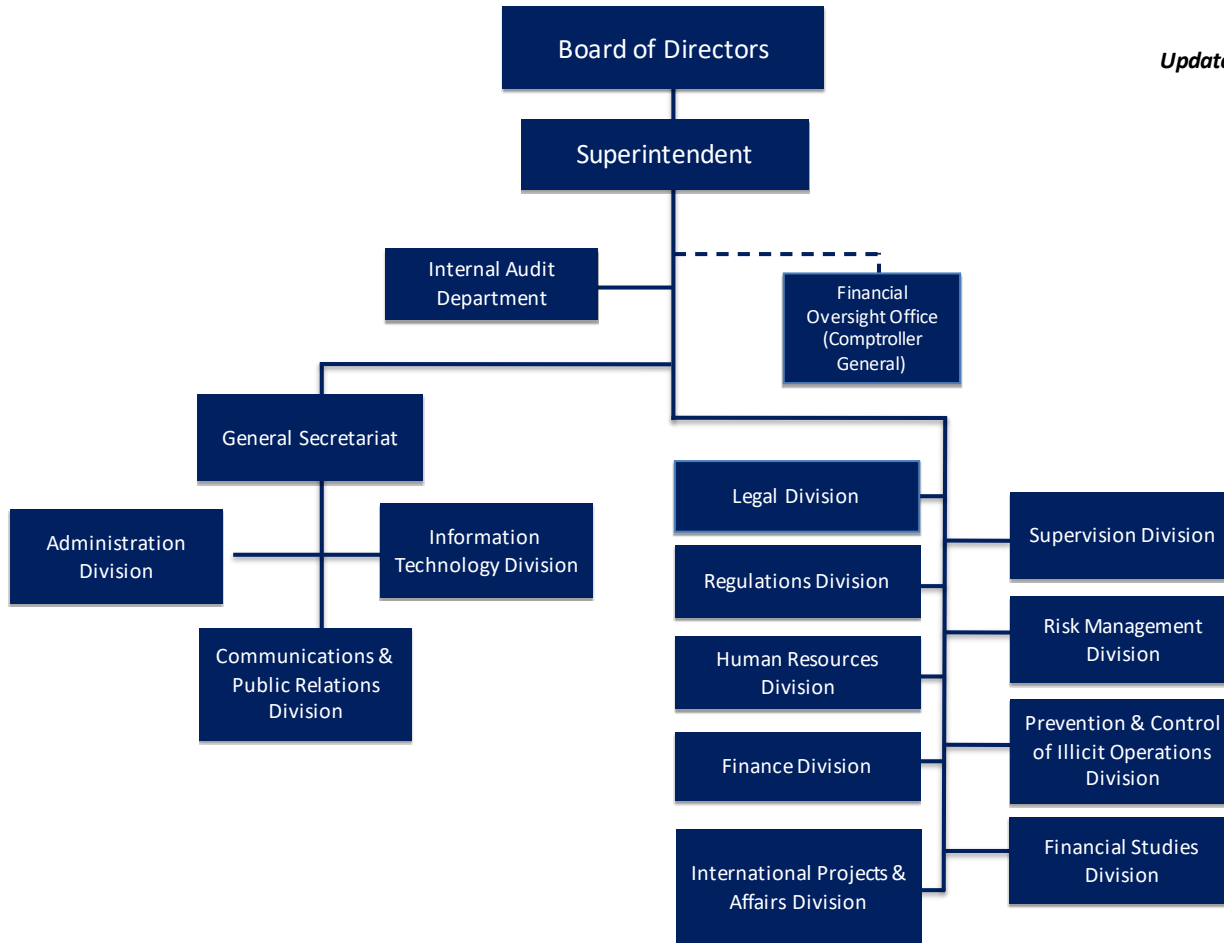 Board of Directors
Superintendent
Internal Audit
Department
Financial
Oversight Office
(Comptroller
General)
General Secretariat
Administration
Division
Information
Technology Division
Communications &
Public Relations
Division
Legal Division
Regulations Division
Human Resources
Division
Finance Division
International Projects &
Affairs Division
Supervision Division
Risk Management
Division
Prevention & Control
of Illicit Operations
Division
Financial Studies
Division